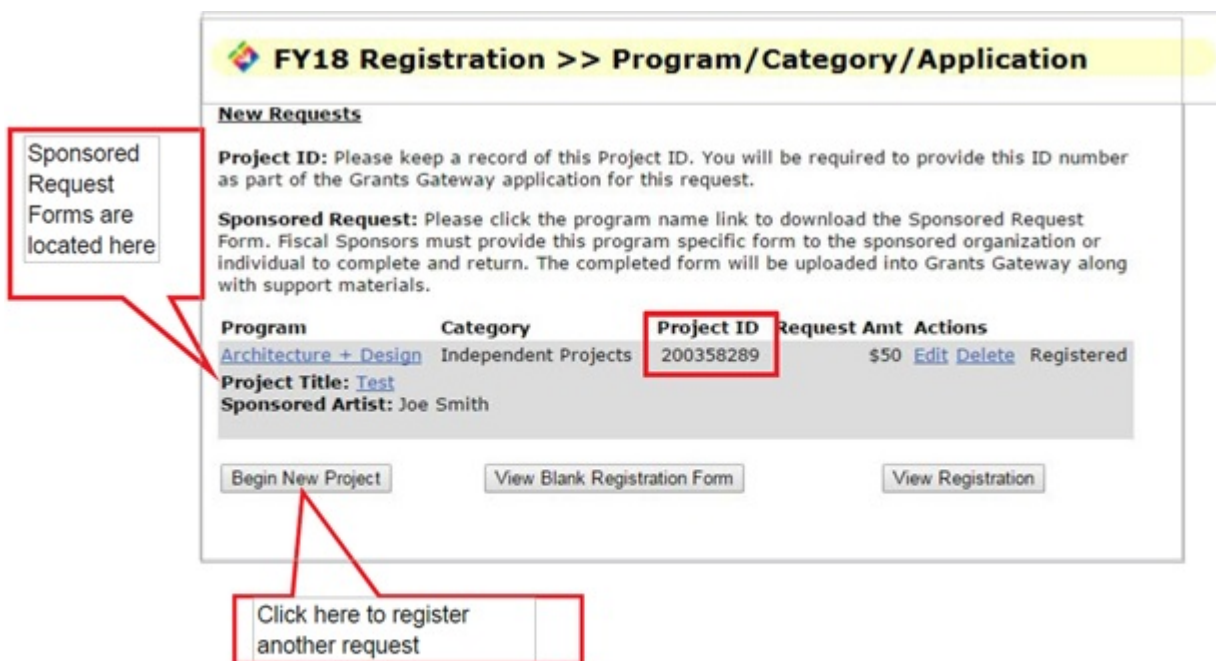 FY18 Registration >> Program/Category/Application
New Requests
Sponsored
Request
Forms are
located here
Project ID: Please keep a record of this Project ID. You will be required to provide this ID number
as part of the Grants Gateway application for this request.
Sponsored Request: Please click the program name link to download the Sponsored Request
Form. Fiscal Sponsors must provide this program specific form to the sponsored organization or
individual to complete and return. The completed form will be uploaded into Grants Gateway along
with support materials.
Program Category Project ID Request Amt Actions
Architecture + Design Independent Projects 200358289 $50 Edit Delete Registered
Project Title: Test
Sponsored Artist: Joe Smith
Begin New Project View Blank Registration Form View Registration
Click here to register
another request